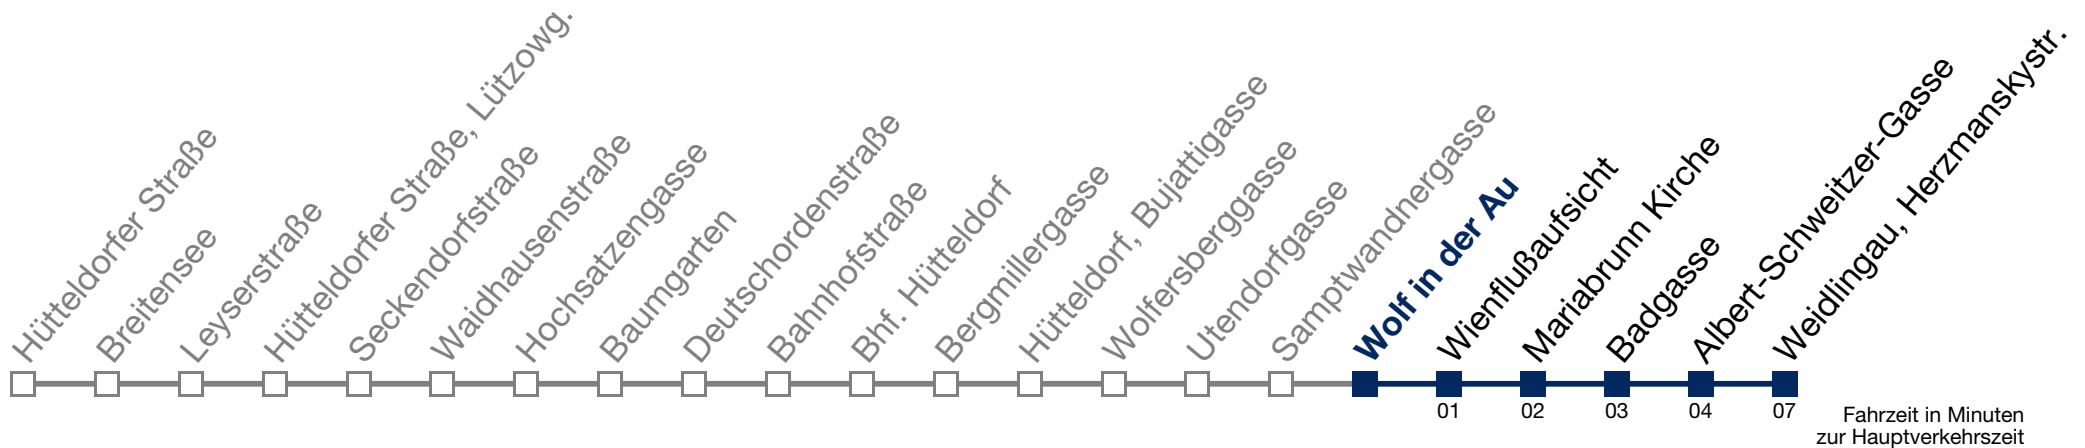 Hütteldorfer Straße
Breitensee
Leyserstraße
Hütteldorfer Straße, Lützowg.
Seckendorfstraße
Waidhausenstraße
Hochsatzengasse
Baumgarten
Deutschordenstraße
Bahnhofstraße
Bhf. Hütteldorf
Bergmillergasse
Hütteldorf, Bujattigasse
Wolfersberggasse
Utendorfgasse
Samptwandnergasse
Wolf in der Au
Wienflußaufsicht
Mariabrunn Kirche
Badgasse
Albert-Schweitzer-Gasse
Weidlingau, Herzmanskystr.
01 02 03 04 07
Fahrzeit in Minuten
zur Hauptverkehrszeit